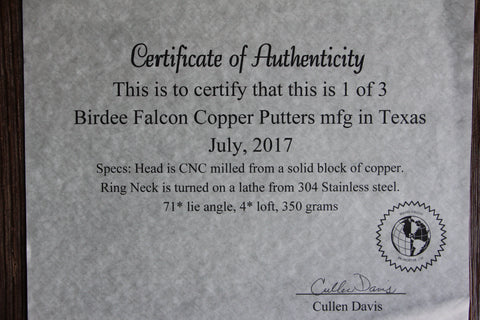 Certificate of Authenticity
This is to certify that this is 1 of 3
Birdee Falcon Copper Putters mfg in Texas
July, 2017
Specs: Head is CNC milled from a solid block of copper.
Ring Neck is turned on a lathe from 304 Stainless steel.
71* lie angle, 4* loft, 350 grams
Cullen Davis
Cullen Davis